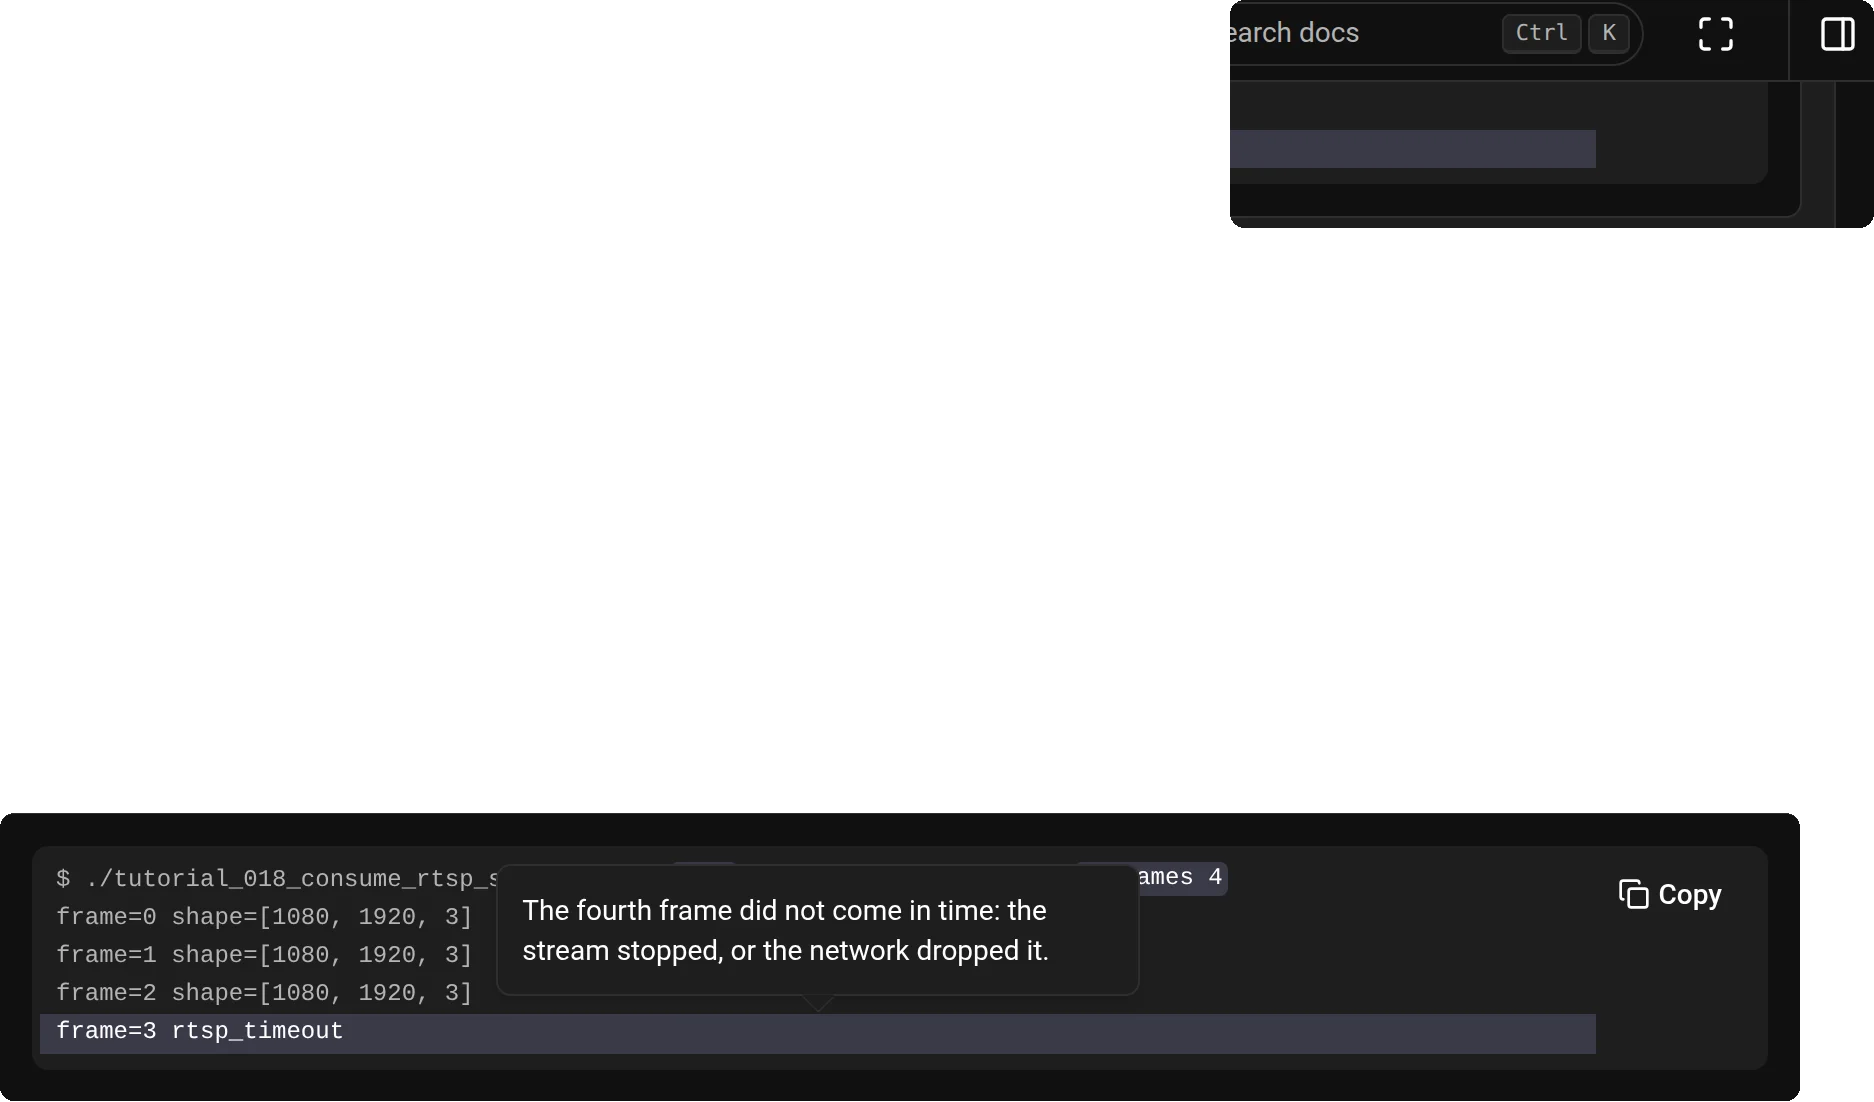 earch docs Ctrl K
$ ./tutorial_018_consume_rtsp_s ames 4
Copy
The fourth frame did not come in time: the
stream stopped, or the network dropped it.
frame=0 shape=[1080, 1920, 3]
frame=1 shape=[1080, 1920, 3]
frame=2 shape=[1080, 1920, 3]
frame=3 rtsp_timeout